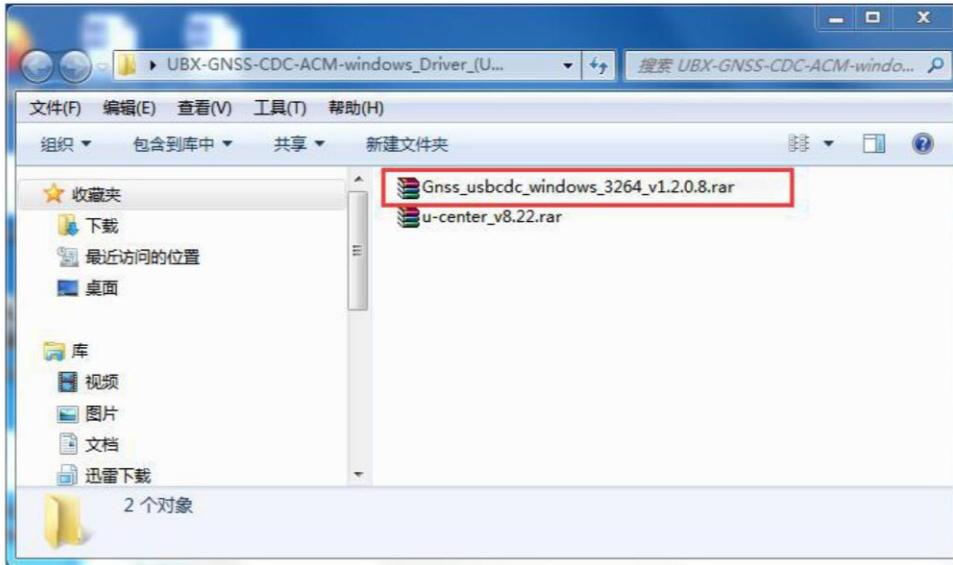 UBX-GNSS-CDC-ACM-windows_Driver_(U...
搜索 UBX-GNSS-CDC-ACM-windo...
文件(F) 编辑(E) 查看(V) 工具(T) 帮助(H)
组织 包含到库中 共享 新建文件夹
收藏夹
下载
最近访问的位置
桌面
库
视频
图片
文档
迅雷下载
Gnss_usbcdc_windows_3264_v1.2.0.8.rar
u-center_v8.22.rar
2 个对象